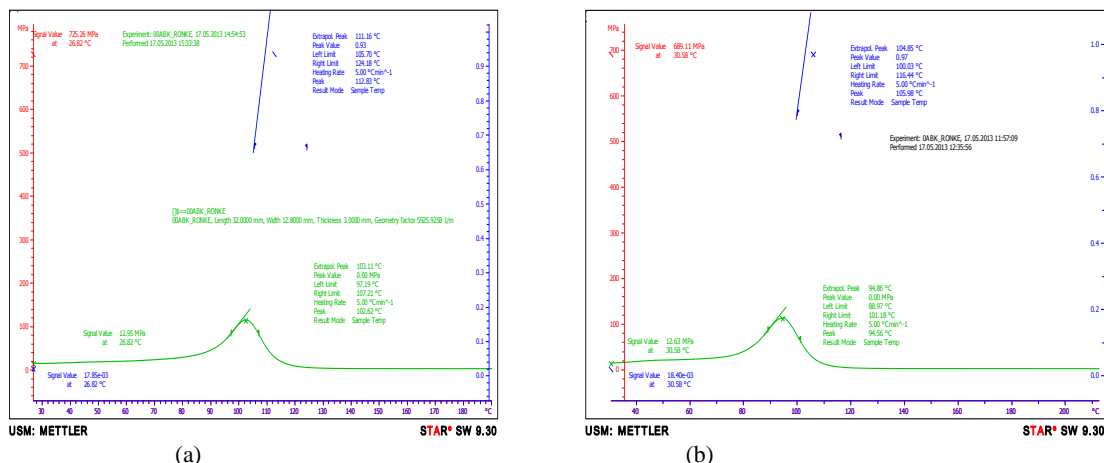 MPa
Signal Value 725.26 MPa
at 26.82 °C
Experiment: 00ABK_RONKE, 17.05.2013 14:54:53
Performed 17.05.2013 15:33:38
Extrapol. Peak 111.16 °C
Peak Value 0.93
Left Limit 105.70 °C
Right Limit 124.18 °C
Heating Rate 5.00 °Cmin^-1
Peak 112.83 °C
Result Mode Sample Temp
700
600
500
400
300
200
100
0
0.9
0.8
0.7
0.6
0.5
0.4
0.3
0.2
0.1
0.0
[]$==00ABK_RONKE
00ABK_RONKE, Length 32.0000 mm, Width 12.8000 mm, Thickness 3.0000 mm, Geometry factor 5925.9258 1/m
Extrapol. Peak 103.11 °C
Peak Value 0.00 MPa
Left Limit 97.19 °C
Right Limit 107.21 °C
Heating Rate 5.00 °Cmin^-1
Peak 102.62 °C
Result Mode Sample Temp
Signal Value 12.95 MPa
at 26.82 °C
Signal Value 17.85e-03
at 26.82 °C
30 40 50 60 70 80 90 100 110 120 130 140 150 160 170 180 °C
USM: METTLER
STARe SW 9.30
(a)
MPa
Signal Value 689.11 MPa
at 30.58 °C
Extrapol. Peak 104.85 °C
Peak Value 0.97
Left Limit 100.03 °C
Right Limit 116.44 °C
Heating Rate 5.00 °Cmin^-1
Peak 105.98 °C
Result Mode Sample Temp
Experiment: 0ABK_RONKE, 17.05.2013 11:57:09
Performed 17.05.2013 12:35:56
700
600
500
400
300
200
100
0
1.0
0.9
0.8
0.7
0.6
0.5
0.4
0.3
0.2
0.1
0.0
Extrapol. Peak 94.86 °C
Peak Value 0.00 MPa
Left Limit 88.97 °C
Right Limit 101.18 °C
Heating Rate 5.00 °Cmin^-1
Peak 94.56 °C
Result Mode Sample Temp
Signal Value 12.63 MPa
at 30.58 °C
Signal Value 18.40e-03
at 30.58 °C
40 60 80 100 120 140 160 180 200 °C
USM: METTLER
STARe SW 9.30
(b)